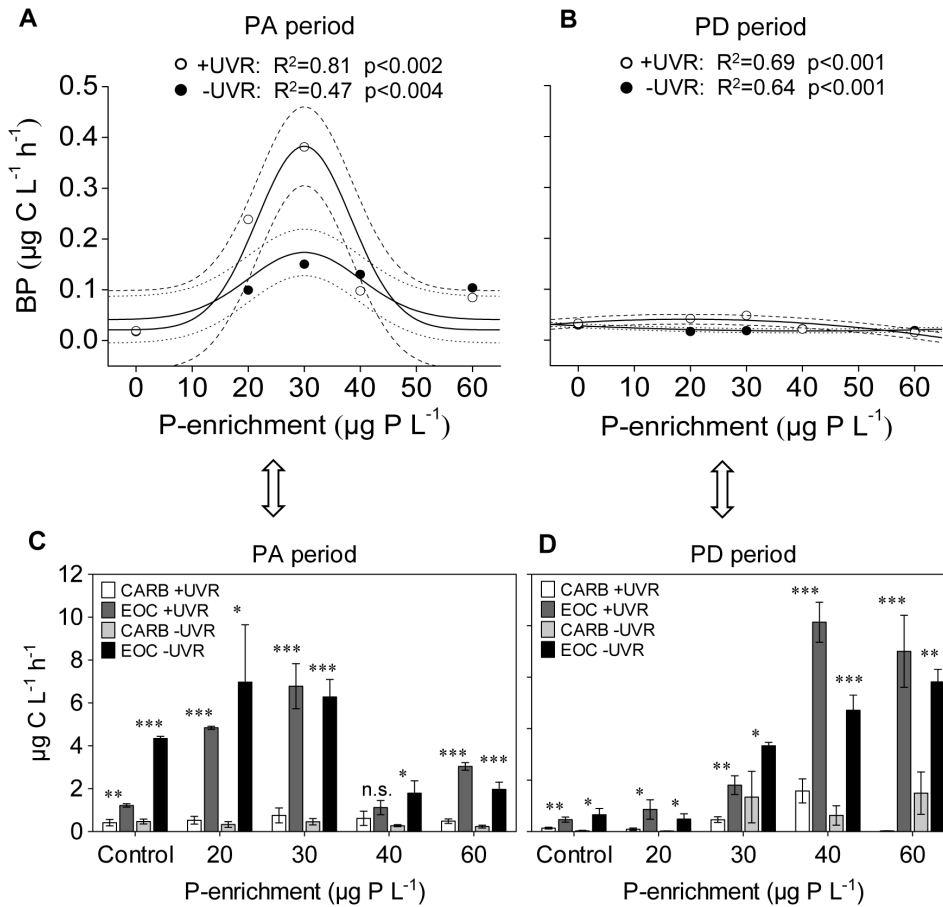 A
PA period
+UVR: R²=0.81 p<0.002
-UVR: R²=0.47 p<0.004
0.5
0.4
0.3
0.2
0.1
0.0
BP (µg C L⁻¹ h⁻¹)
0 10 20 30 40 50 60
P-enrichment (µg P L⁻¹)
B
PD period
+UVR: R²=0.69 p<0.001
-UVR: R²=0.64 p<0.001
0 10 20 30 40 50 60
P-enrichment (µg P L⁻¹)
C
PA period
CARB +UVR
EOC +UVR
CARB -UVR
EOC -UVR
12
10
8
6
4
2
0
µg C L⁻¹ h⁻¹
** *** *** * *** *** n.s. * *** ***
Control 20 30 40 60
P-enrichment (µg P L⁻¹)
D
PD period
CARB +UVR
EOC +UVR
CARB -UVR
EOC -UVR
** * * * ** * *** *** *** **
Control 20 30 40 60
P-enrichment (µg P L⁻¹)